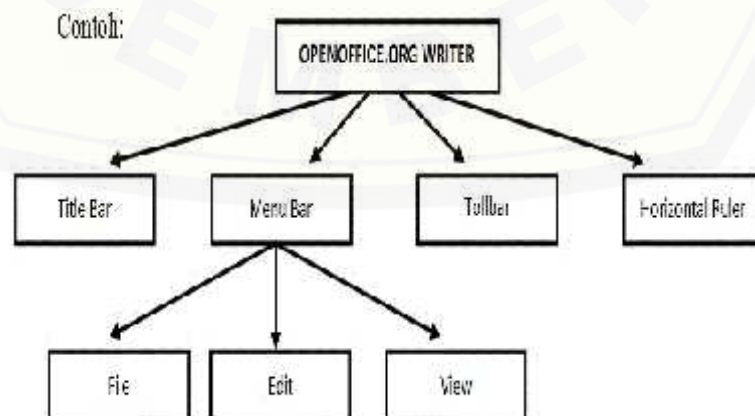 Contoh:
OPENOFFICE.ORG WRITER
Title Bar
Menu Bar
Tollbar
Horizontal Ruler
File
Edit
View